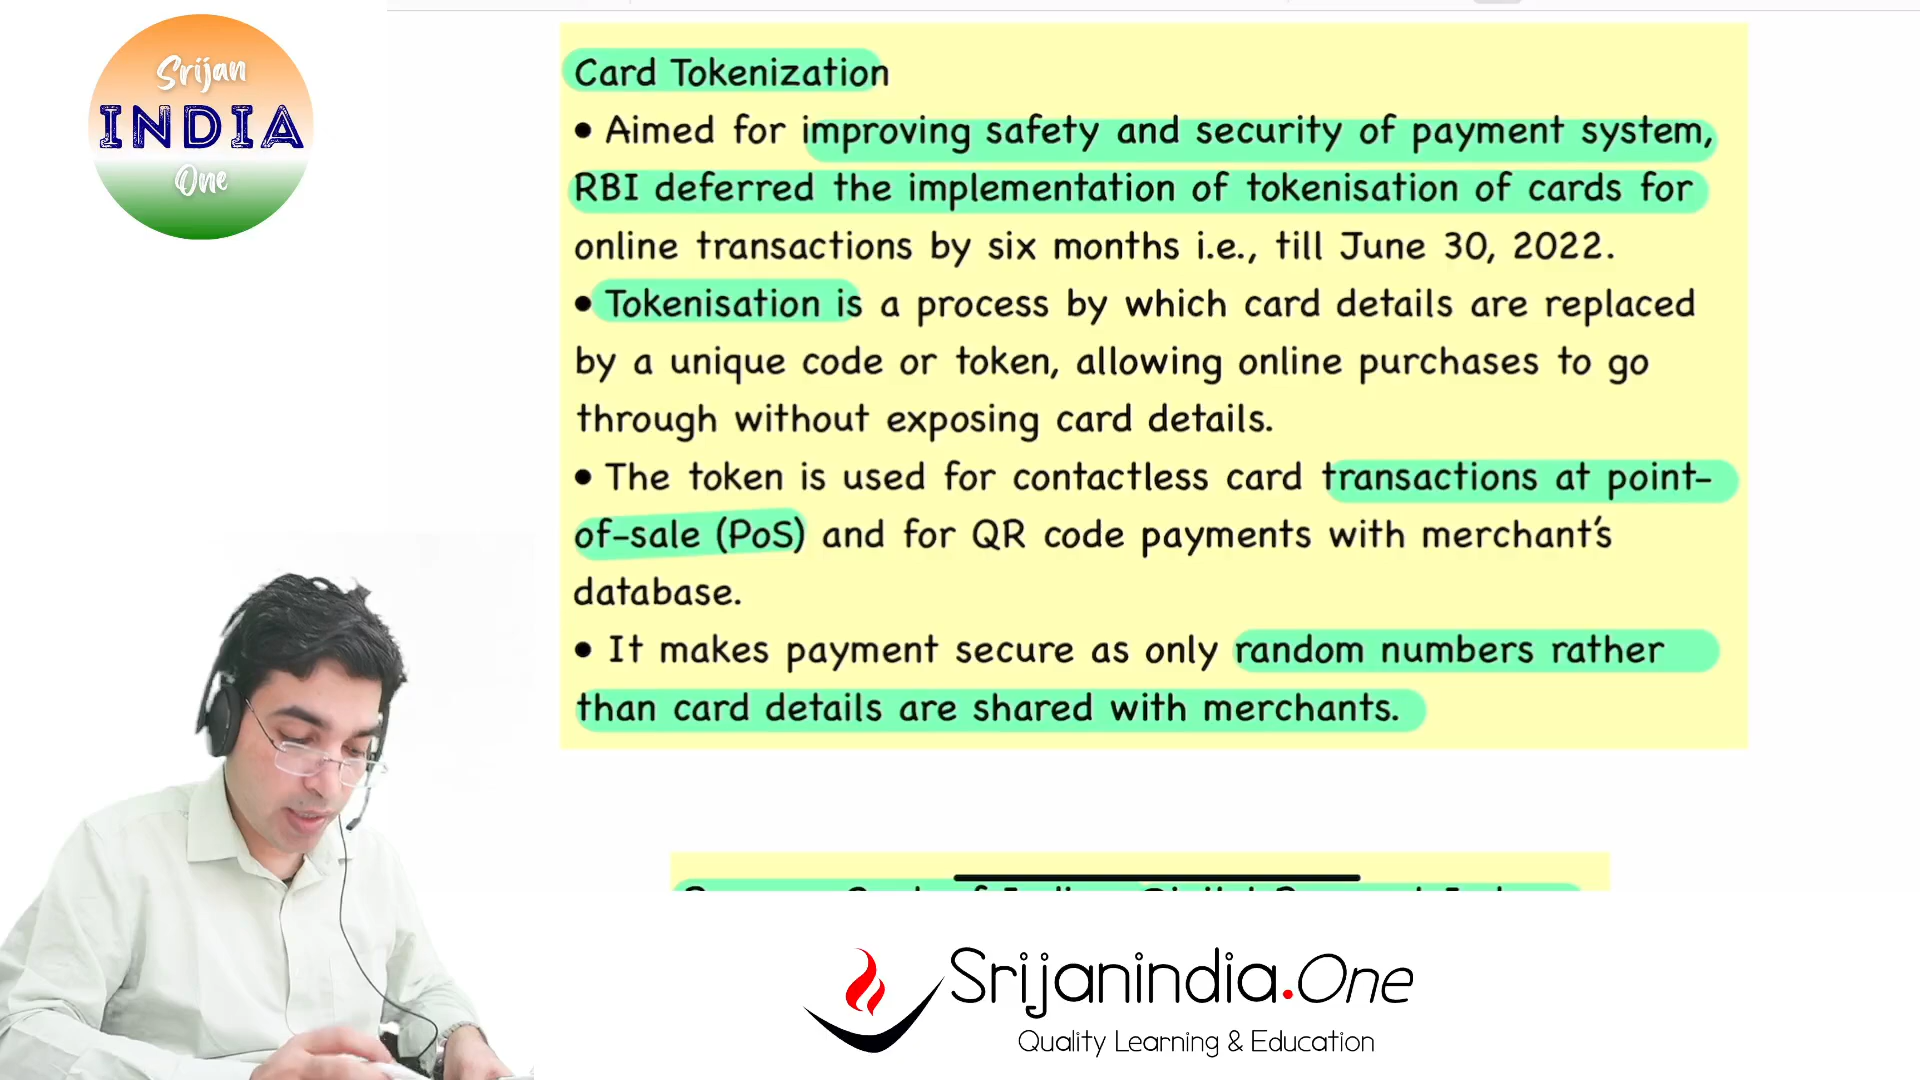 Srijan
INDIA
One
Card Tokenization
• Aimed for improving safety and security of payment system,
RBI deferred the implementation of tokenisation of cards for
online transactions by six months i.e., till June 30, 2022.
• Tokenisation is a process by which card details are replaced
by a unique code or token, allowing online purchases to go
through without exposing card details.
• The token is used for contactless card transactions at point-
of-sale (PoS) and for QR code payments with merchant's
database.
• It makes payment secure as only random numbers rather
than card details are shared with merchants.
Srijanindia.One
Quality Learning & Education